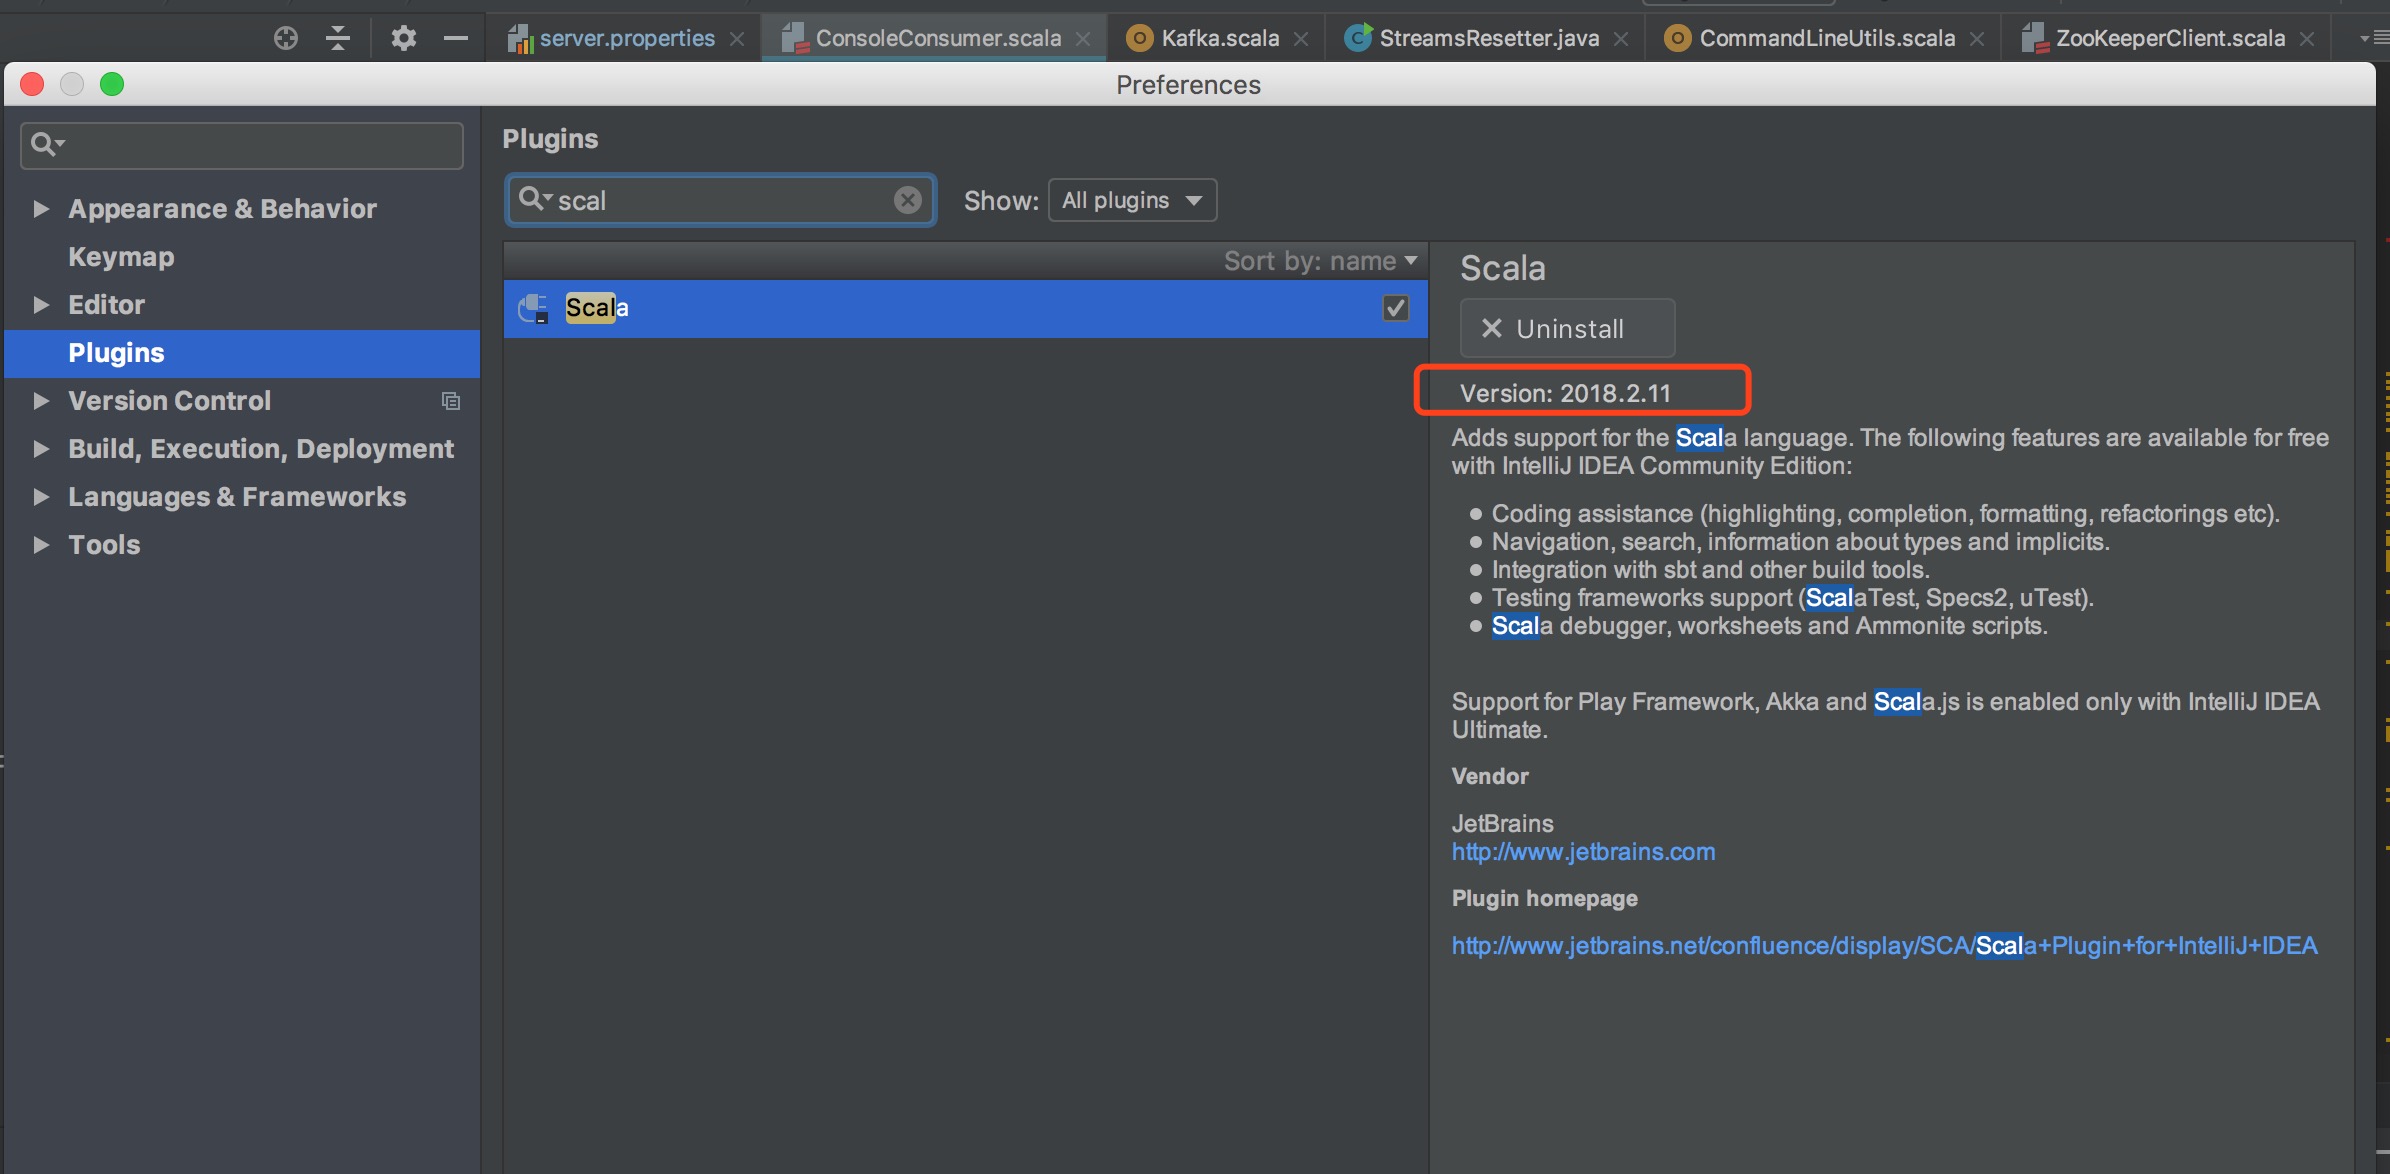 server.properties
ConsoleConsumer.scala
Kafka.scala
StreamsResetter.java
CommandLineUtils.scala
ZooKeeperClient.scala
Preferences
Appearance & Behavior
Keymap
Editor
Plugins
Version Control
Build, Execution, Deployment
Languages & Frameworks
Tools
Plugins
scal
Show: All plugins
Sort by: name
Scala
Scala
Uninstall
Version: 2018.2.11
Adds support for the Scala language. The following features are available for free
with IntelliJ IDEA Community Edition:
Coding assistance (highlighting, completion, formatting, refactorings etc).
Navigation, search, information about types and implicits.
Integration with sbt and other build tools.
Testing frameworks support (ScalaTest, Specs2, uTest).
Scala debugger, worksheets and Ammonite scripts.
Support for Play Framework, Akka and Scala.js is enabled only with IntelliJ IDEA
Ultimate.
Vendor
JetBrains
http://www.jetbrains.com
Plugin homepage
http://www.jetbrains.net/confluence/display/SCA/Scala+Plugin+for+IntelliJ+IDEA